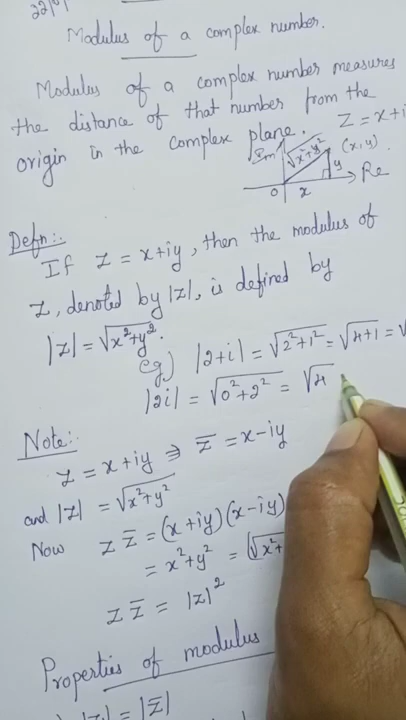 22/01
Modulus of a complex number.
Modulus of a complex number measures
the distance of that number from the
origin in the complex plane.
Z = x+i
Im
√x²+y²
(x,y)
y
Re
0 x
Defn:-
If z = x+iy, then the modulus of
z, denoted by |z|, is defined by
|z| = √x²+y².
eg) |2+i| = √2²+1² = √4+1 = √
|2i| = √0²+2² = √4
Note:
z = x+iy ∋ z̅ = x-iy
and |z| = √x²+y²
Now z z̅ = (x+iy)(x-iy)
= x²+y² = (√x²+
z z̅ = |z|²
Properties of modulus
|z| = |z̅|